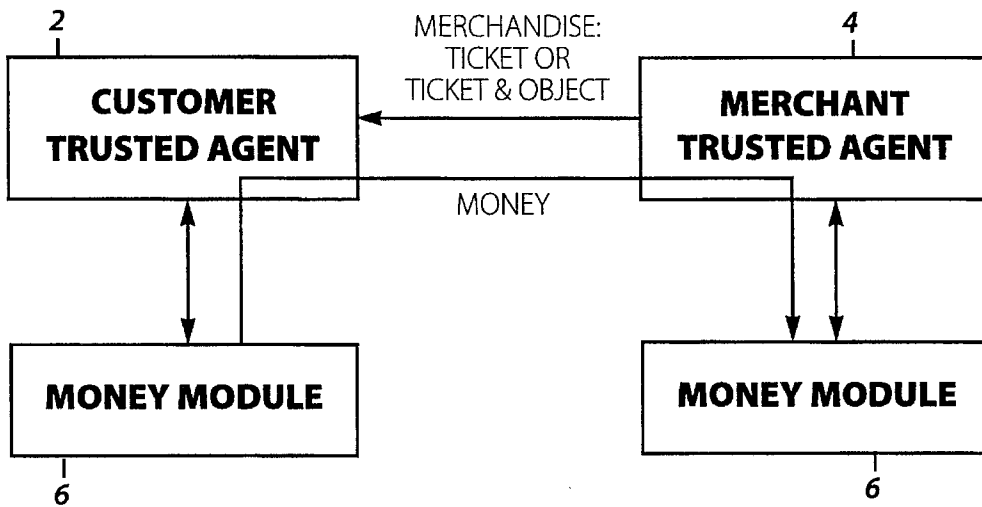 2
MERCHANDISE:
TICKET OR
TICKET & OBJECT
4
CUSTOMER
TRUSTED AGENT
MERCHANT
TRUSTED AGENT
MONEY
MONEY MODULE
MONEY MODULE
6
6